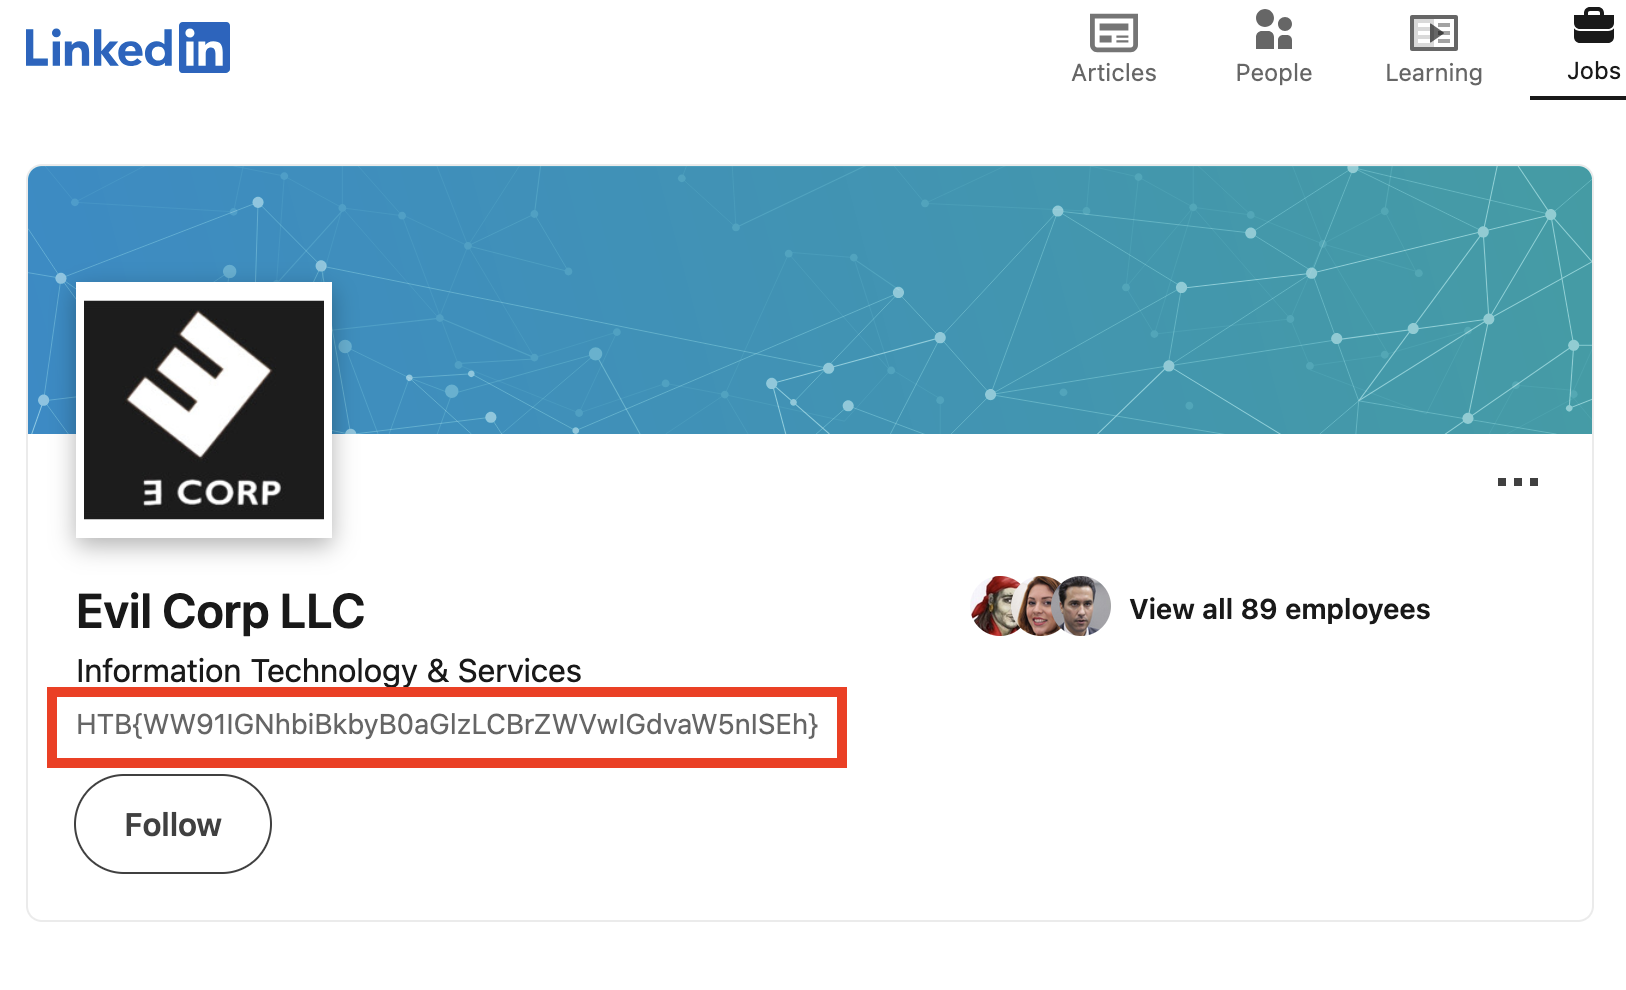 LinkedIn
Articles
People
Learning
Jobs
Ǝ CORP
Evil Corp LLC
View all 89 employees
Information Technology & Services
HTB{WW91IGNhbiBkbyB0aGlzLCBrZWVwIGdvaW5nISEh}
Follow